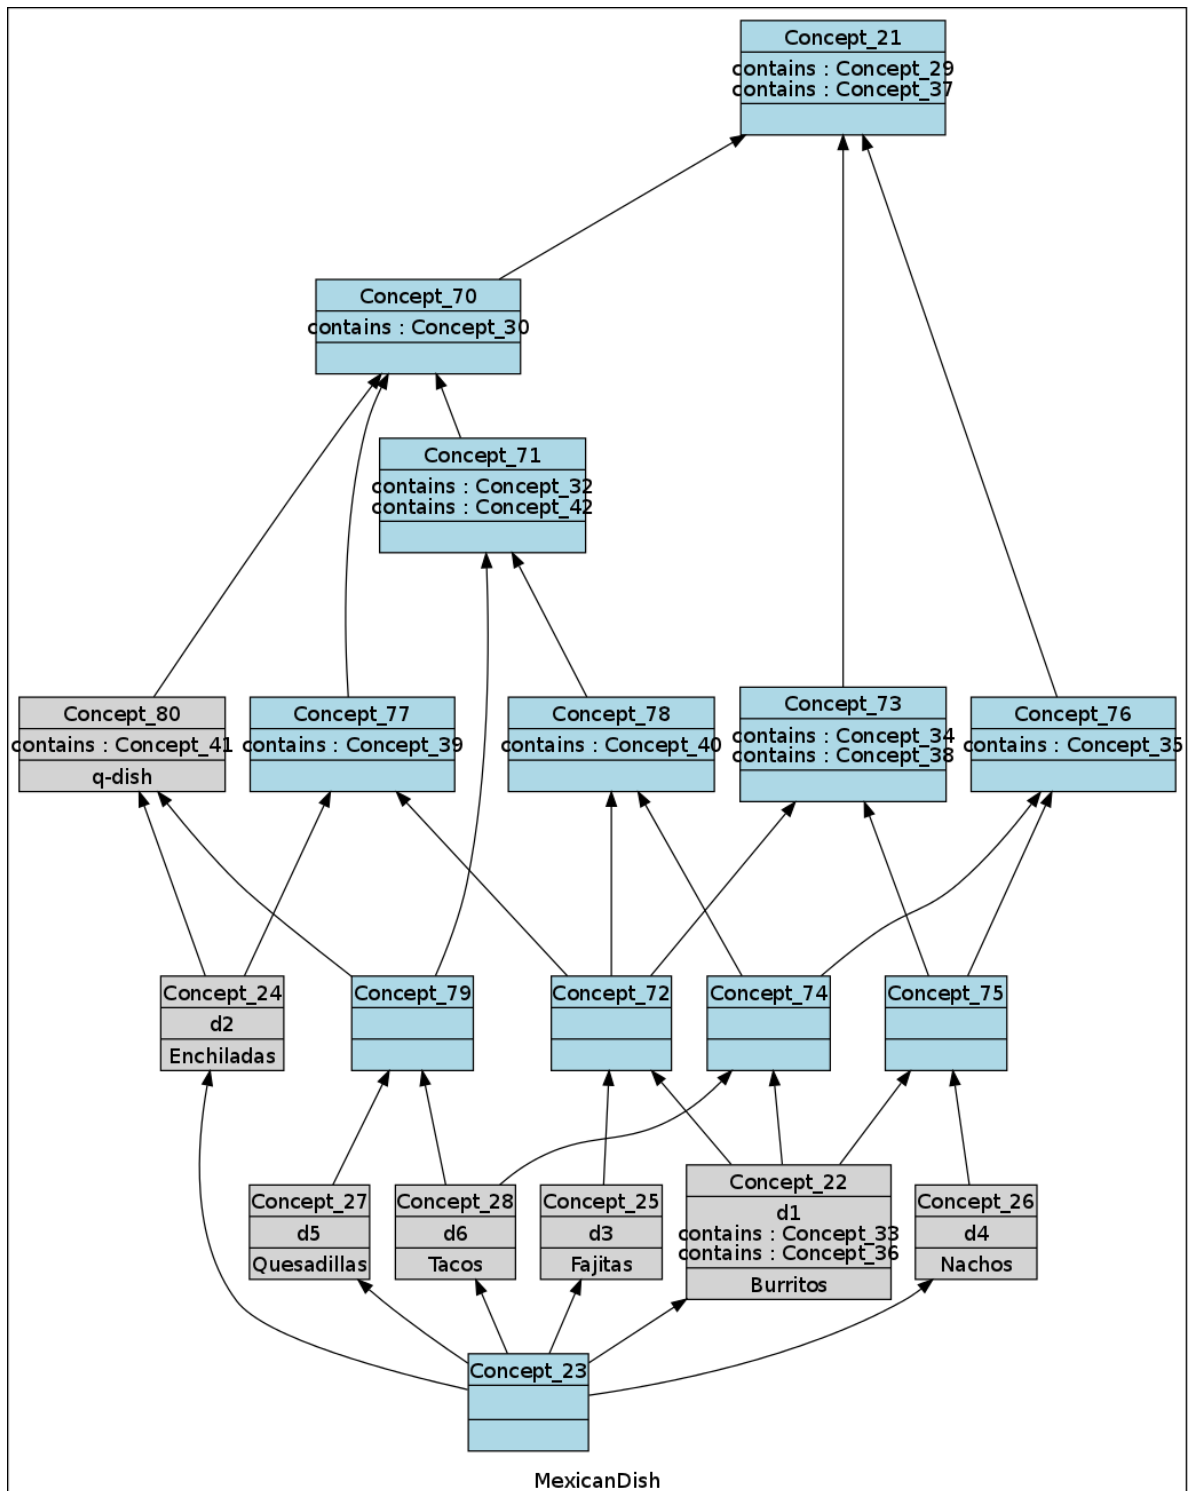 Concept_21
contains : Concept_29
contains : Concept_37
Concept_70
contains : Concept_30
Concept_71
contains : Concept_32
contains : Concept_42
Concept_80
contains : Concept_41
q-dish
Concept_77
contains : Concept_39
Concept_78
contains : Concept_40
Concept_73
contains : Concept_34
contains : Concept_38
Concept_76
contains : Concept_35
Concept_24
d2
Enchiladas
Concept_79
Concept_72
Concept_74
Concept_75
Concept_27
d5
Quesadillas
Concept_28
d6
Tacos
Concept_25
d3
Fajitas
Concept_22
d1
contains : Concept_33
contains : Concept_36
Burritos
Concept_26
d4
Nachos
Concept_23
MexicanDish